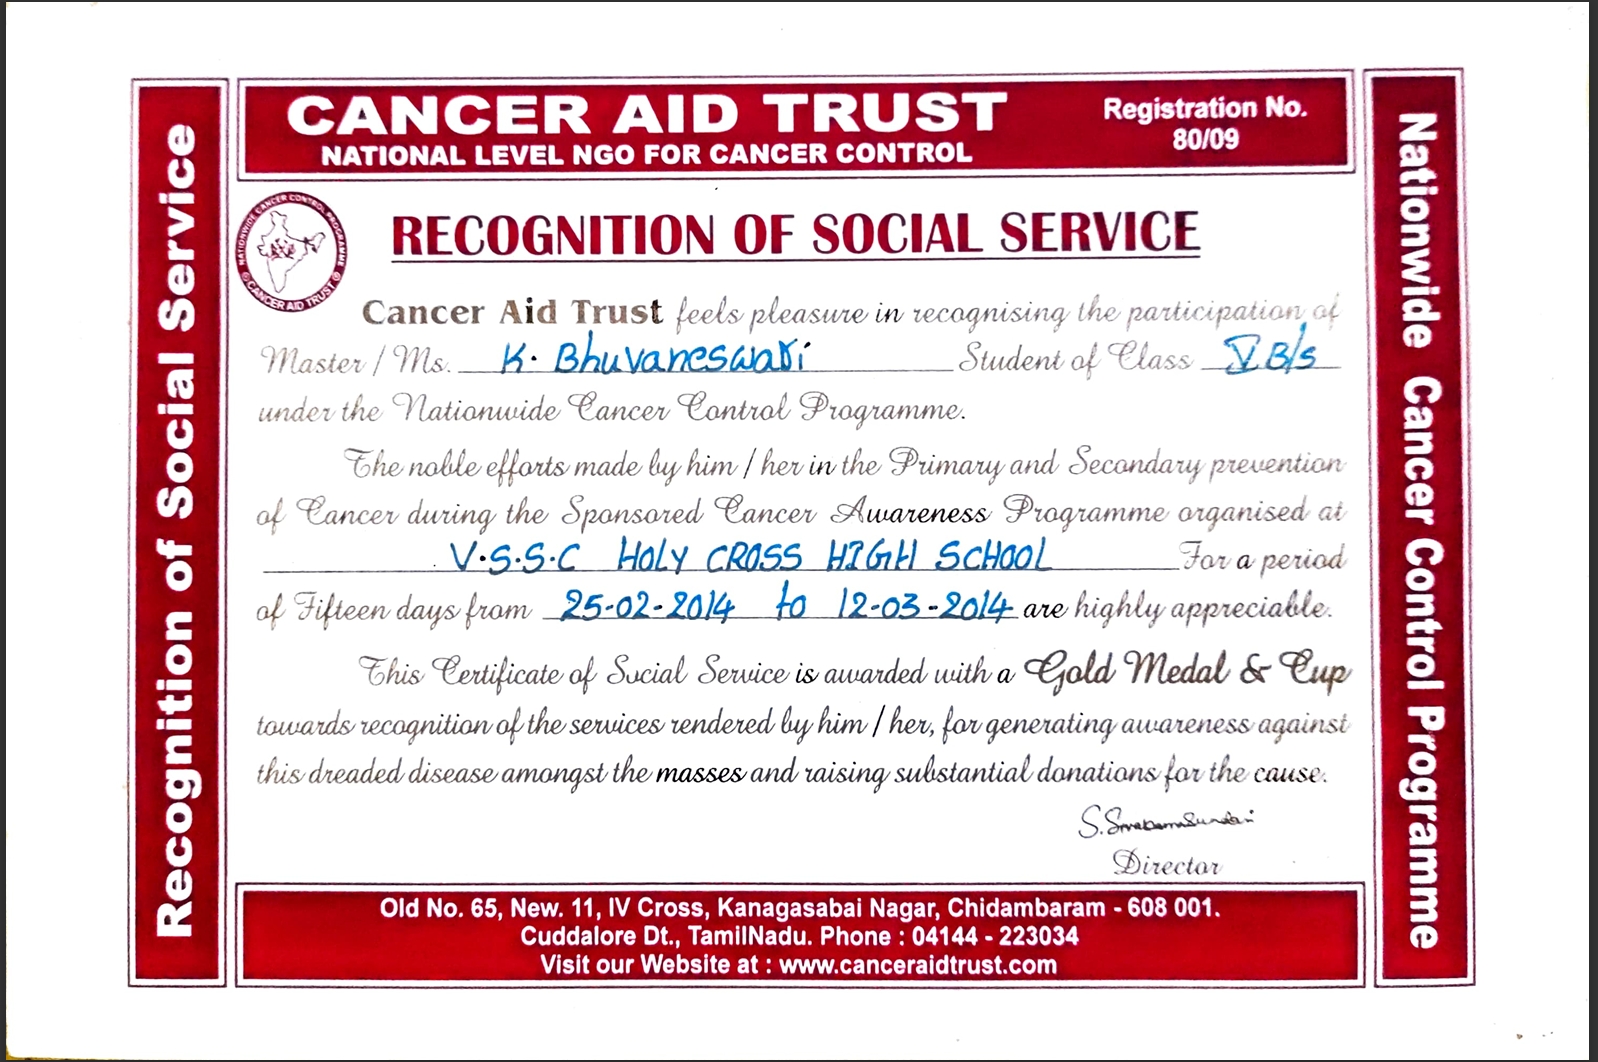 CANCER AID TRUST
NATIONAL LEVEL NGO FOR CANCER CONTROL
Registration No.
80/09
Recognition of Social Service
NATIONWIDE CANCER CONTROL PROGRAMME
CANCER AID TRUST
RECOGNITION OF SOCIAL SERVICE
Cancer Aid Trust feels pleasure in recognising the participation of
Master / Ms. K. Bhuvaneswari Student of Class V B/s
under the Nationwide Cancer Control Programme.
The noble efforts made by him / her in the Primary and Secondary prevention
of Cancer during the Sponsored Cancer Awareness Programme organised at
V.S.S.C HOLY CROSS HIGH SCHOOL For a period
of Fifteen days from 25-02-2014 to 12-03-2014 are highly appreciable.
This Certificate of Social Service is awarded with a Gold Medal & Cup
towards recognition of the services rendered by him / her, for generating awareness against
this dreaded disease amongst the masses and raising substantial donations for the cause.
Director
Old No. 65, New. 11, IV Cross, Kanagasabai Nagar, Chidambaram - 608 001.
Cuddalore Dt., TamilNadu. Phone : 04144 - 223034
Visit our Website at : www.canceraidtrust.com
Nationwide Cancer Control Programme